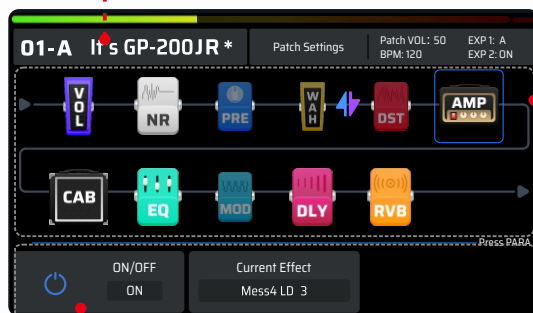 01-A It's GP-200JR *
Patch Settings
Patch VOL: 50 EXP 1: A
BPM: 120 EXP 2: ON
VOL NR PRE WAH DST AMP
CAB EQ MOD DLY RVB
Press PARA
ON/OFF Current Effect
ON Mess4 LD 3